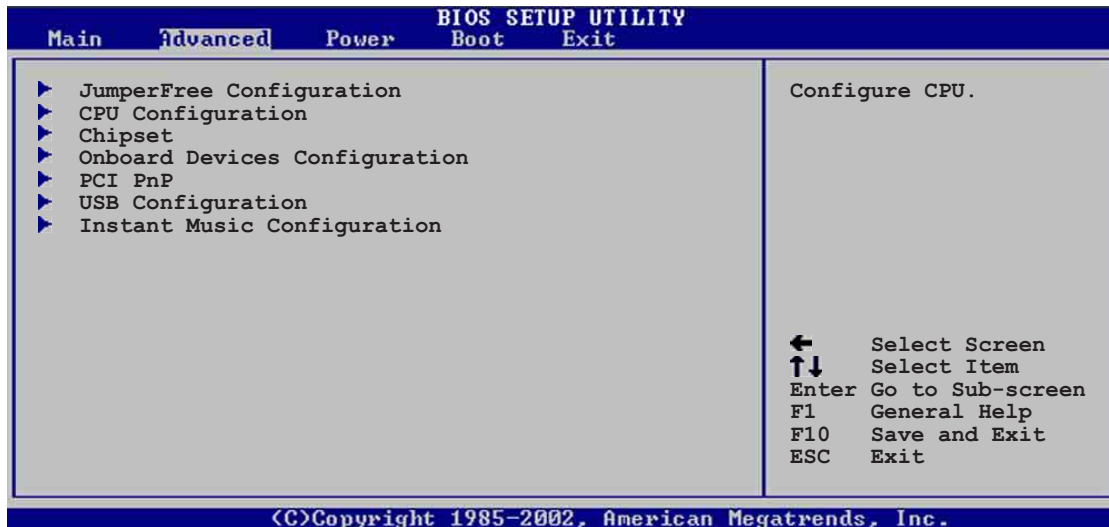 BIOS SETUP UTILITY
Main Advanced Power Boot Exit
JumperFree Configuration
CPU Configuration
Chipset
Onboard Devices Configuration
PCI PnP
USB Configuration
Instant Music Configuration
Configure CPU.
← Select Screen
↑↓ Select Item
Enter Go to Sub-screen
F1 General Help
F10 Save and Exit
ESC Exit
(C)Copyright 1985-2002, American Megatrends, Inc.